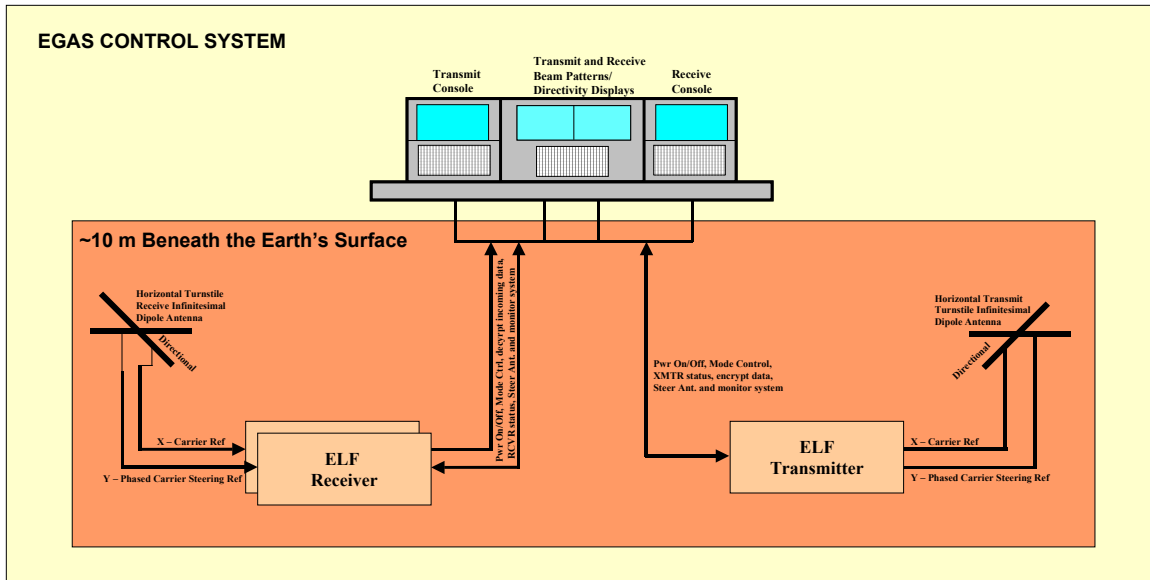 EGAS CONTROL SYSTEM
Transmit
Console
Transmit and Receive
Beam Patterns/
Directivity Displays
Receive
Console
~10 m Beneath the Earth's Surface
Horizontal Turnstile
Receive Infinitesimal
Dipole Antenna
Directional
X – Carrier Ref
Y – Phased Carrier Steering Ref
ELF
Receiver
Pwr On/Off, Mode Ctrl, decyrpt incoming data,
RCVR status, Steer Ant. and monitor system
Pwr On/Off, Mode Control,
XMTR status, encrypt data,
Steer Ant. and monitor system
Horizontal Transmit
Turnstile Infinitesimal
Dipole Antenna
Directional
ELF
Transmitter
X – Carrier Ref
Y – Phased Carrier Steering Ref